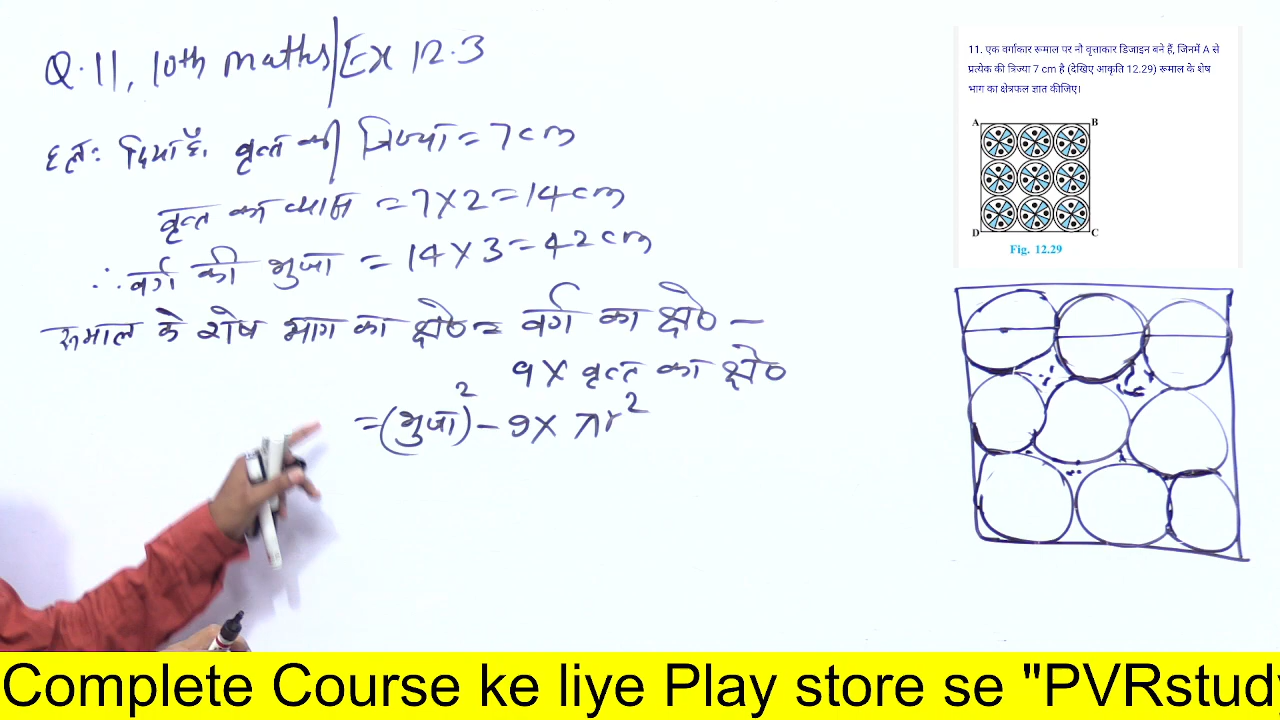 Q.11, 10th maths/Ex 12.3
हल: दिया है, वृत्त की त्रिज्या = 7cm
वृत्त का व्यास = 7×2=14cm
∴ वर्ग की भुजा = 14×3=42cm
रूमाल के शेष भाग का क्षे० = वर्ग का क्षे० -
9× वृत्त का क्षे०
=(भुजा)² - 9× πr²
11. एक वर्गाकार रूमाल पर नौ वृत्ताकार डिजाइन बने हैं, जिनमें A से
प्रत्येक की त्रिज्या 7 cm है (देखिए आकृति 12.29) रूमाल के शेष
भाग का क्षेत्रफल ज्ञात कीजिए।
A B
D C
Fig. 12.29
Complete Course ke liye Play store se "PVRstudy